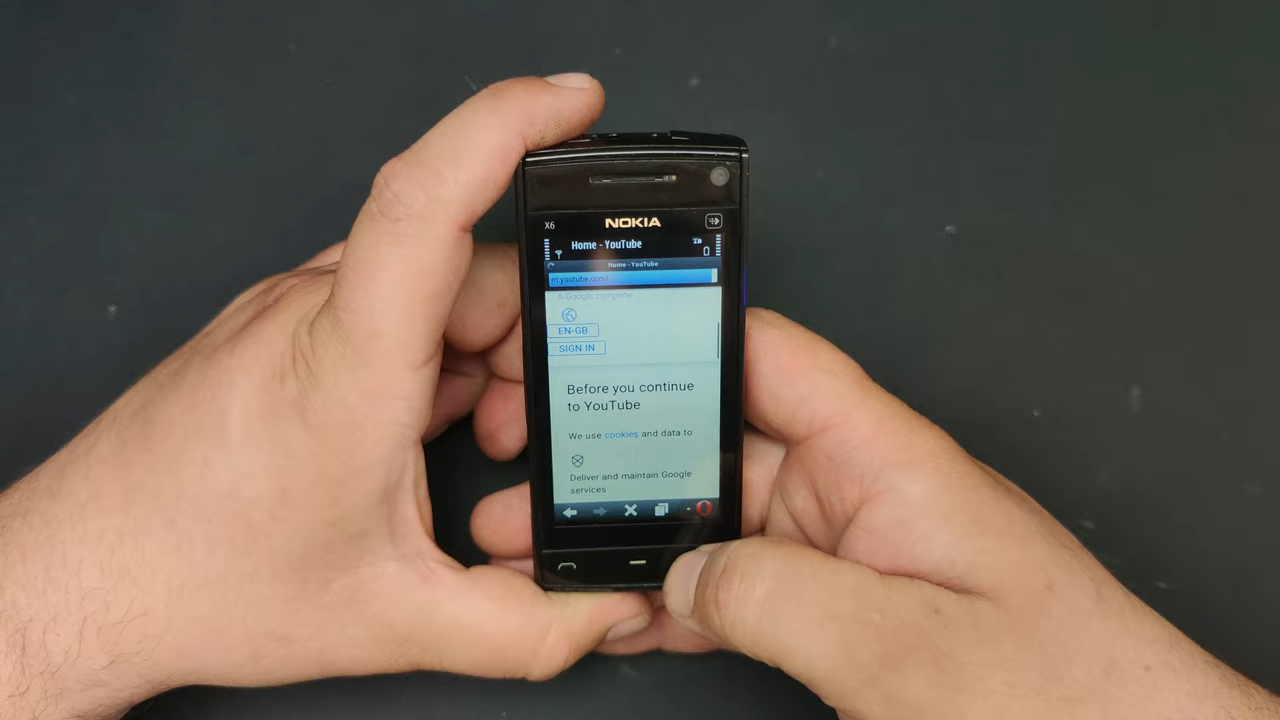 X6
NOKIA
Home - YouTube
Home - YouTube
m.youtube.com/
A Google company
EN-GB
SIGN IN
Before you continue
to YouTube
We use cookies and data to
Deliver and maintain Google
services